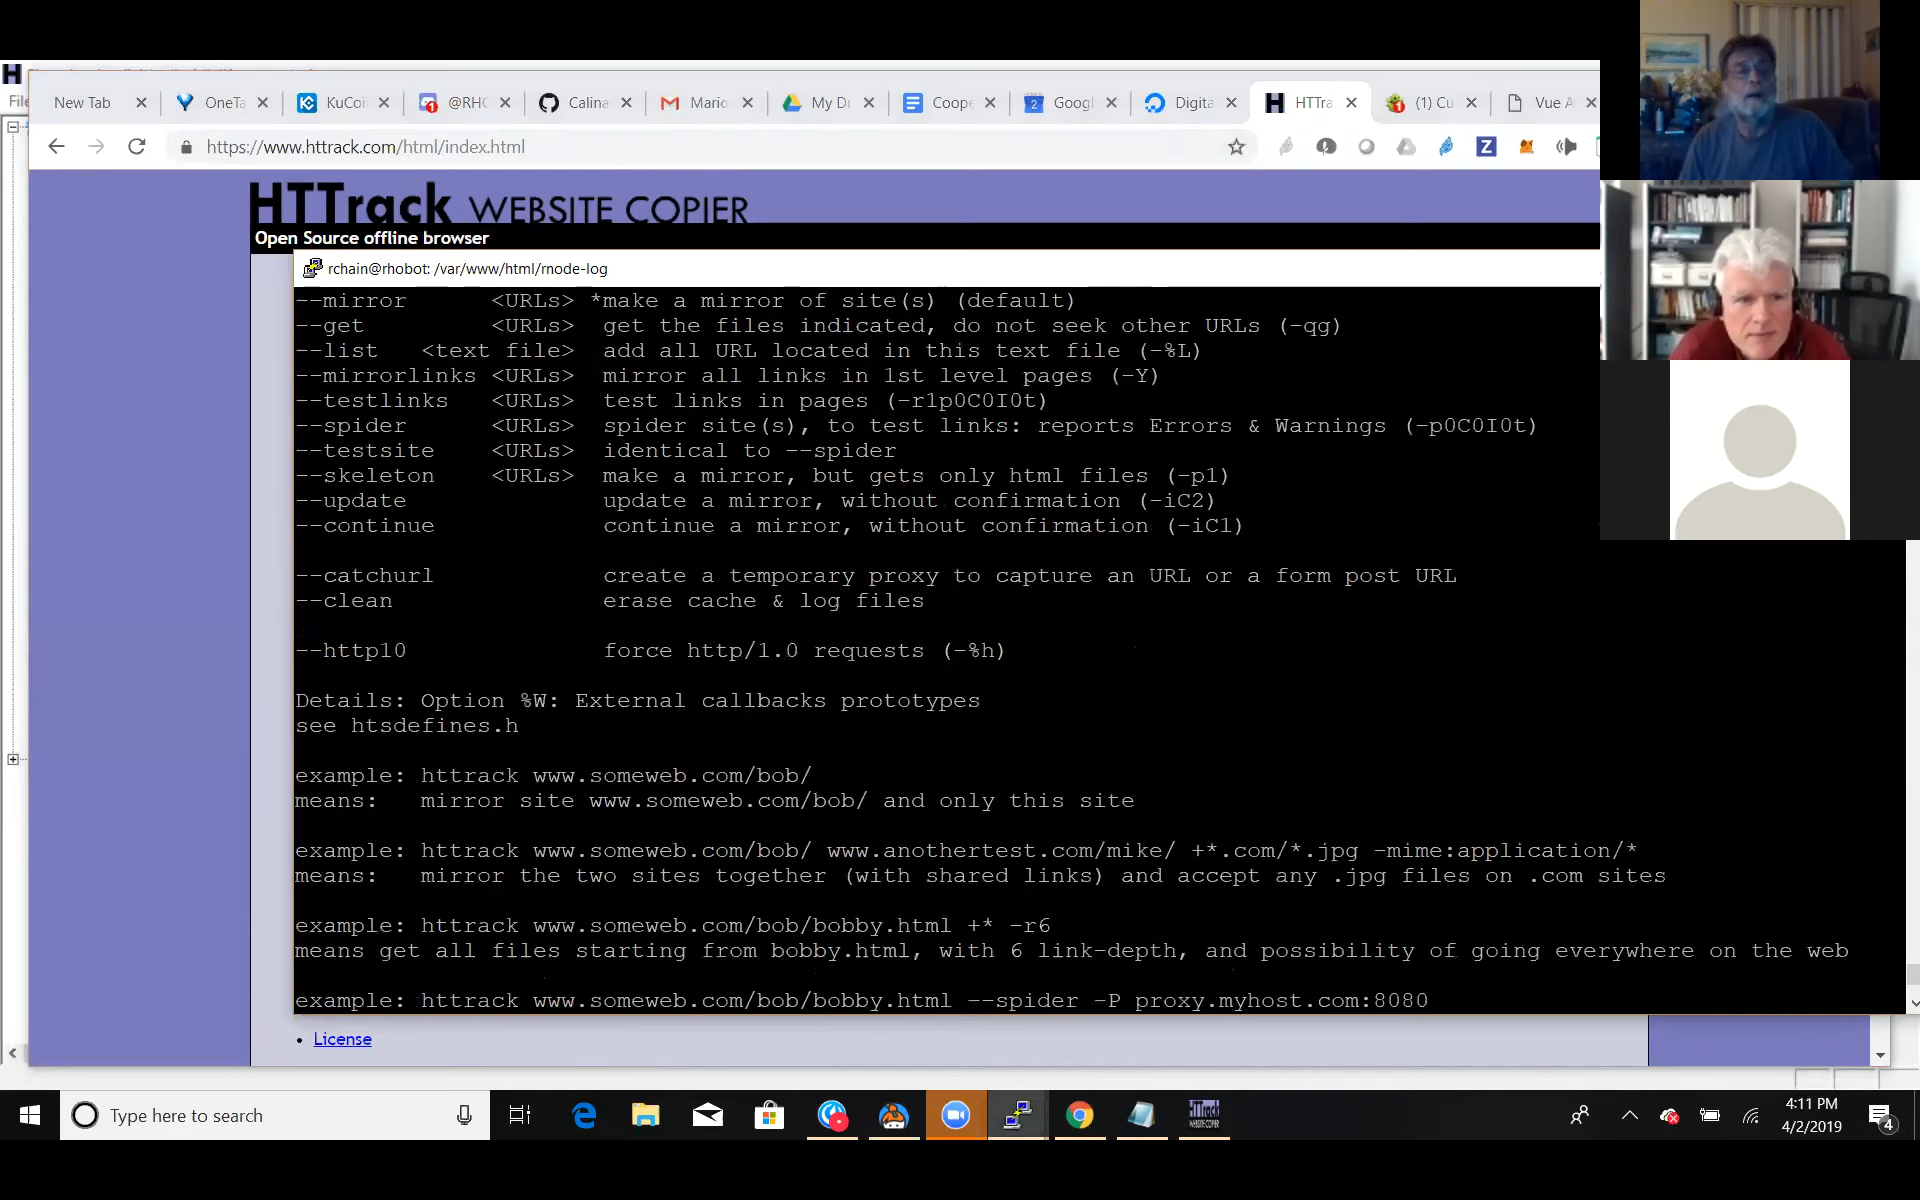 H
File
New Tab
OneTa
KuCoi
@RHC
Calina
Mario
My Dr
Coope
2
Googl
Digita
HTTra
(1) Cu
Vue A
https://www.httrack.com/html/index.html
Z
HTTrack WEBSITE COPIER
Open Source offline browser
rchain@rhobot: /var/www/html/rnode-log
--mirror <URLs> *make a mirror of site(s) (default)
--get <URLs> get the files indicated, do not seek other URLs (-qg)
--list <text file> add all URL located in this text file (-%L)
--mirrorlinks <URLs> mirror all links in 1st level pages (-Y)
--testlinks <URLs> test links in pages (-r1p0C0I0t)
--spider <URLs> spider site(s), to test links: reports Errors & Warnings (-p0C0I0t)
--testsite <URLs> identical to --spider
--skeleton <URLs> make a mirror, but gets only html files (-p1)
--update update a mirror, without confirmation (-iC2)
--continue continue a mirror, without confirmation (-iC1)
--catchurl create a temporary proxy to capture an URL or a form post URL
--clean erase cache & log files
--http10 force http/1.0 requests (-%h)
Details: Option %W: External callbacks prototypes
see htsdefines.h
example: httrack www.someweb.com/bob/
means: mirror site www.someweb.com/bob/ and only this site
example: httrack www.someweb.com/bob/ www.anothertest.com/mike/ +*.com/*.jpg -mime:application/*
means: mirror the two sites together (with shared links) and accept any .jpg files on .com sites
example: httrack www.someweb.com/bob/bobby.html +* -r6
means get all files starting from bobby.html, with 6 link-depth, and possibility of going everywhere on the web
example: httrack www.someweb.com/bob/bobby.html --spider -P proxy.myhost.com:8080
• License
Type here to search
HTTrack
WEBSITE
COPIER
4:11 PM
4/2/2019
4